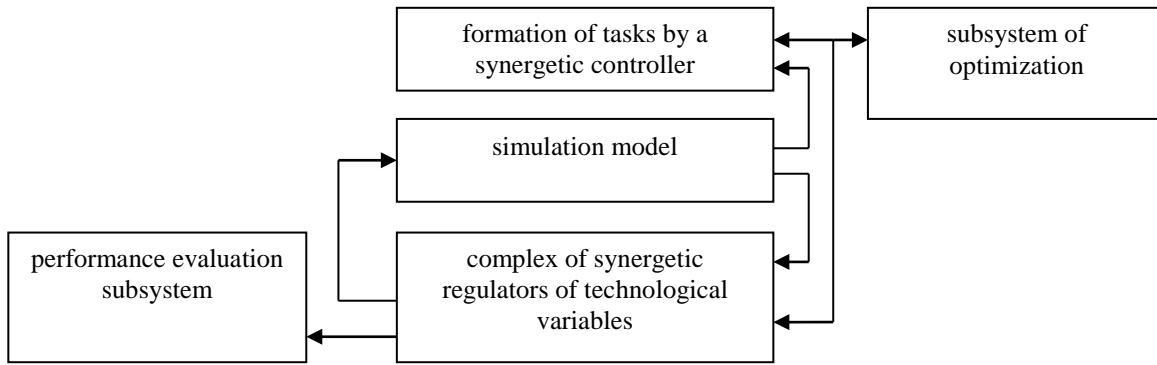 formation of tasks by a
synergetic controller
subsystem of
optimization
simulation model
performance evaluation
subsystem
complex of synergetic
regulators of technological
variables